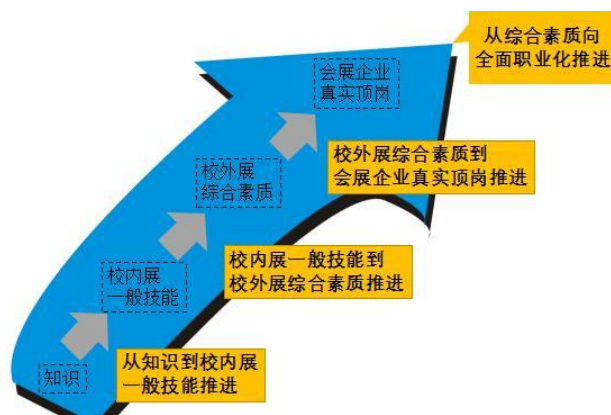 从综合素质向
全面职业化推进
会展企业
真实顶岗
校外展综合素质到
会展企业真实顶岗推进
校外展
综合素质
校内展一般技能到
校外展综合素质推进
校内展
一般技能
从知识到校内展
一般技能推进
知识